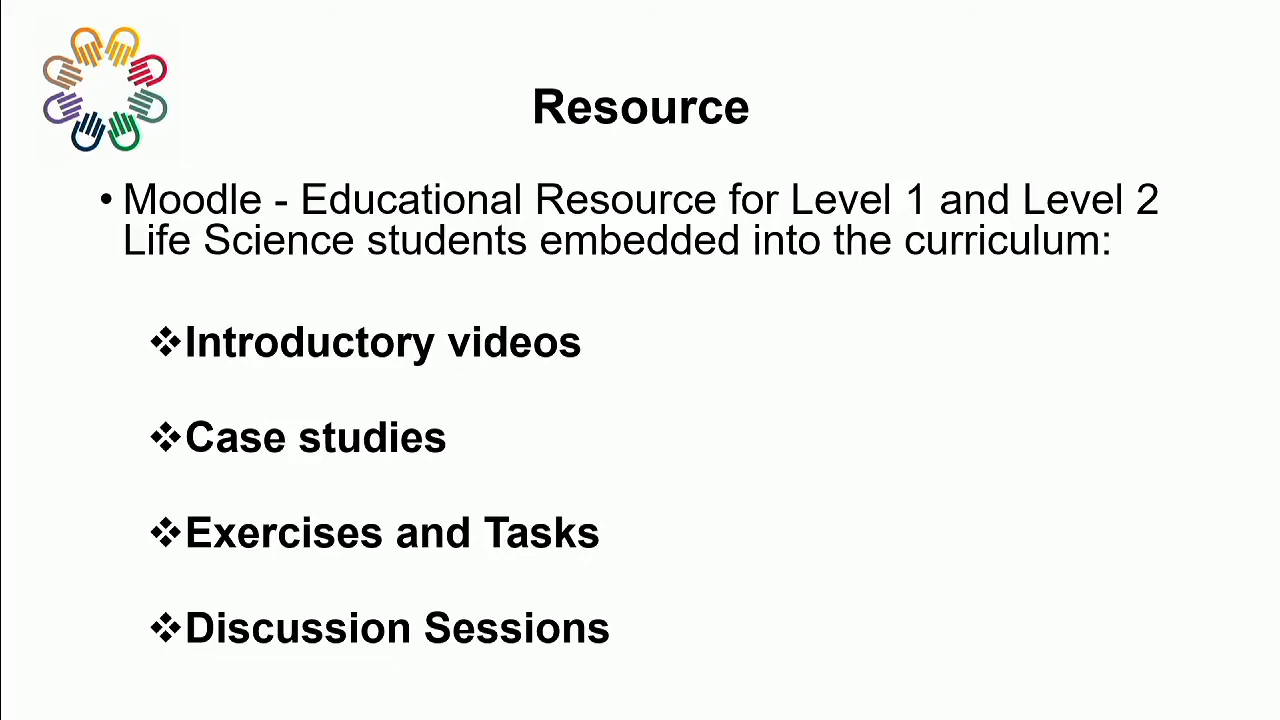 Resource
• Moodle - Educational Resource for Level 1 and Level 2
Life Science students embedded into the curriculum:
❖Introductory videos
❖Case studies
❖Exercises and Tasks
❖Discussion Sessions